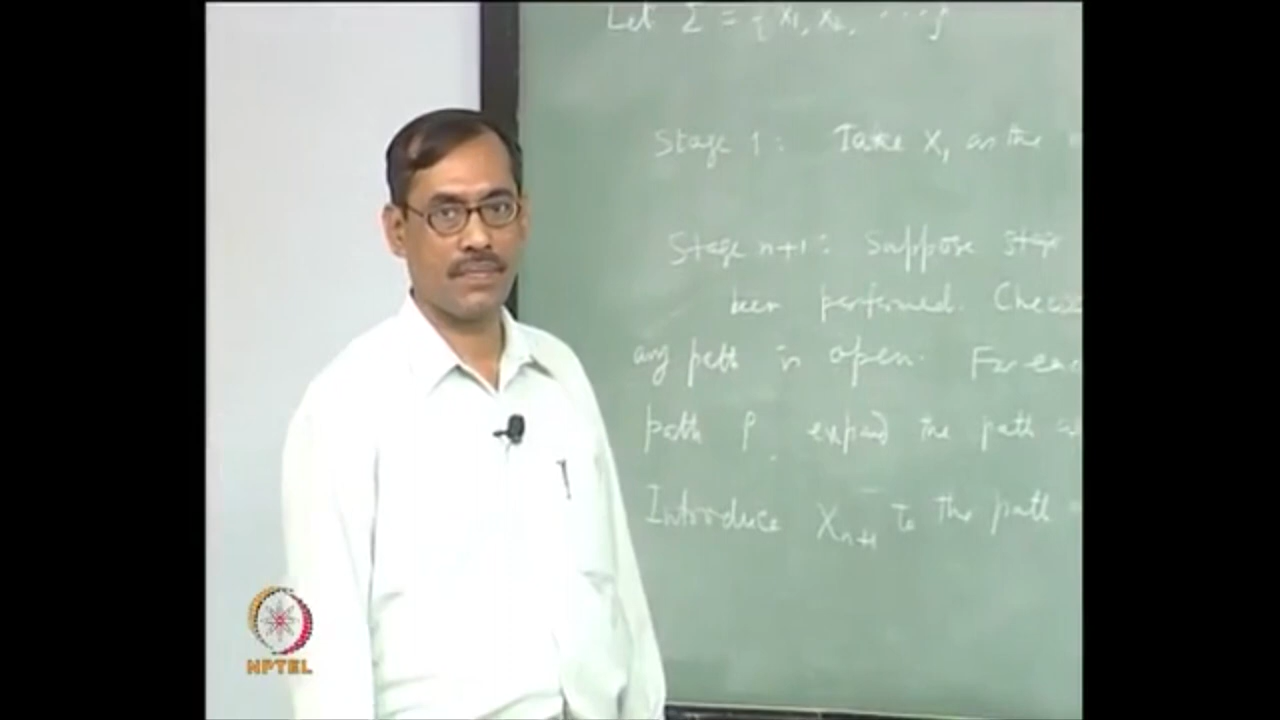 Let Σ = {X₁, X₂, ....}
Stage 1: Take X₁ as the
Stage n+1: Suppose stage
been performed. Check
any path is open. For each
path ρ, expand the path
Introduce Xₙ₊₁ to the path
NPTEL